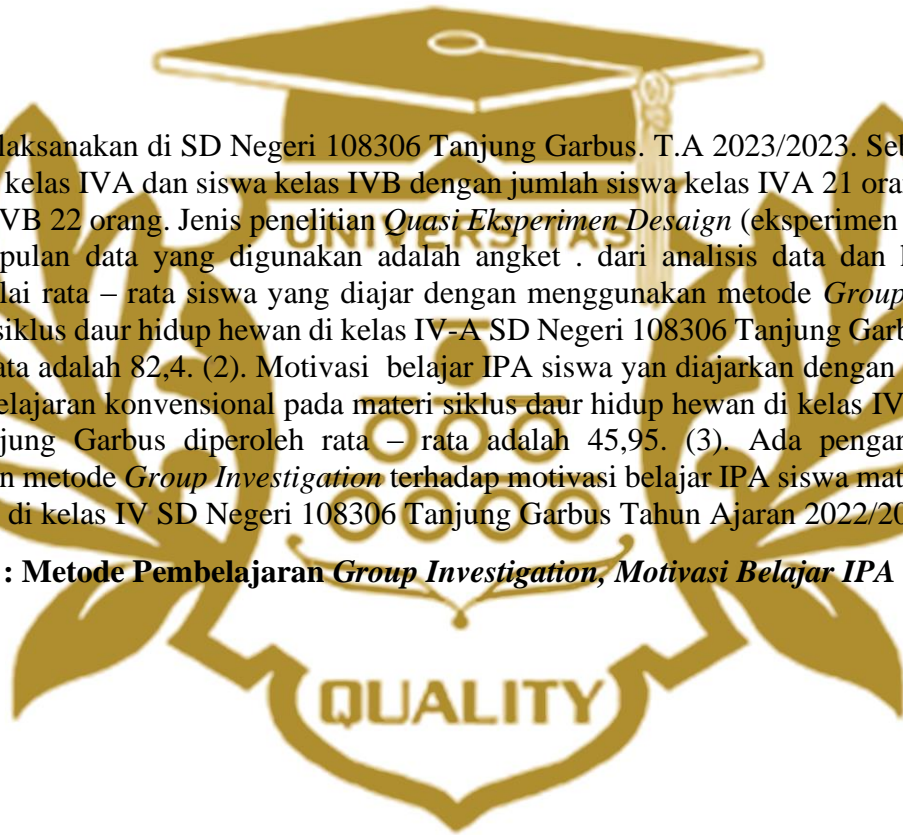 laksanakan di SD Negeri 108306 Tanjung Garbus. T.A 2023/2023. Seb
kelas IVA dan siswa kelas IVB dengan jumlah siswa kelas IVA 21 oran
IVB 22 orang. Jenis penelitian Quasi Eksperimen Desaign (eksperimen
UNIVERSITAS
pulan data yang digunakan adalah angket . dari analisis data dan
lai rata – rata siswa yang diajar dengan menggunakan metode Group
siklus daur hidup hewan di kelas IV-A SD Negeri 108306 Tanjung Garb
ata adalah 82,4. (2). Motivasi belajar IPA siswa yan diajarkan dengan
elajaran konvensional pada materi siklus daur hidup hewan di kelas IV
jung Garbus diperoleh rata – rata adalah 45,95. (3). Ada pengar
n metode Group Investigation terhadap motivasi belajar IPA siswa mat
di kelas IV SD Negeri 108306 Tanjung Garbus Tahun Ajaran 2022/20
: Metode Pembelajaran Group Investigation, Motivasi Belajar IPA
QUALITY